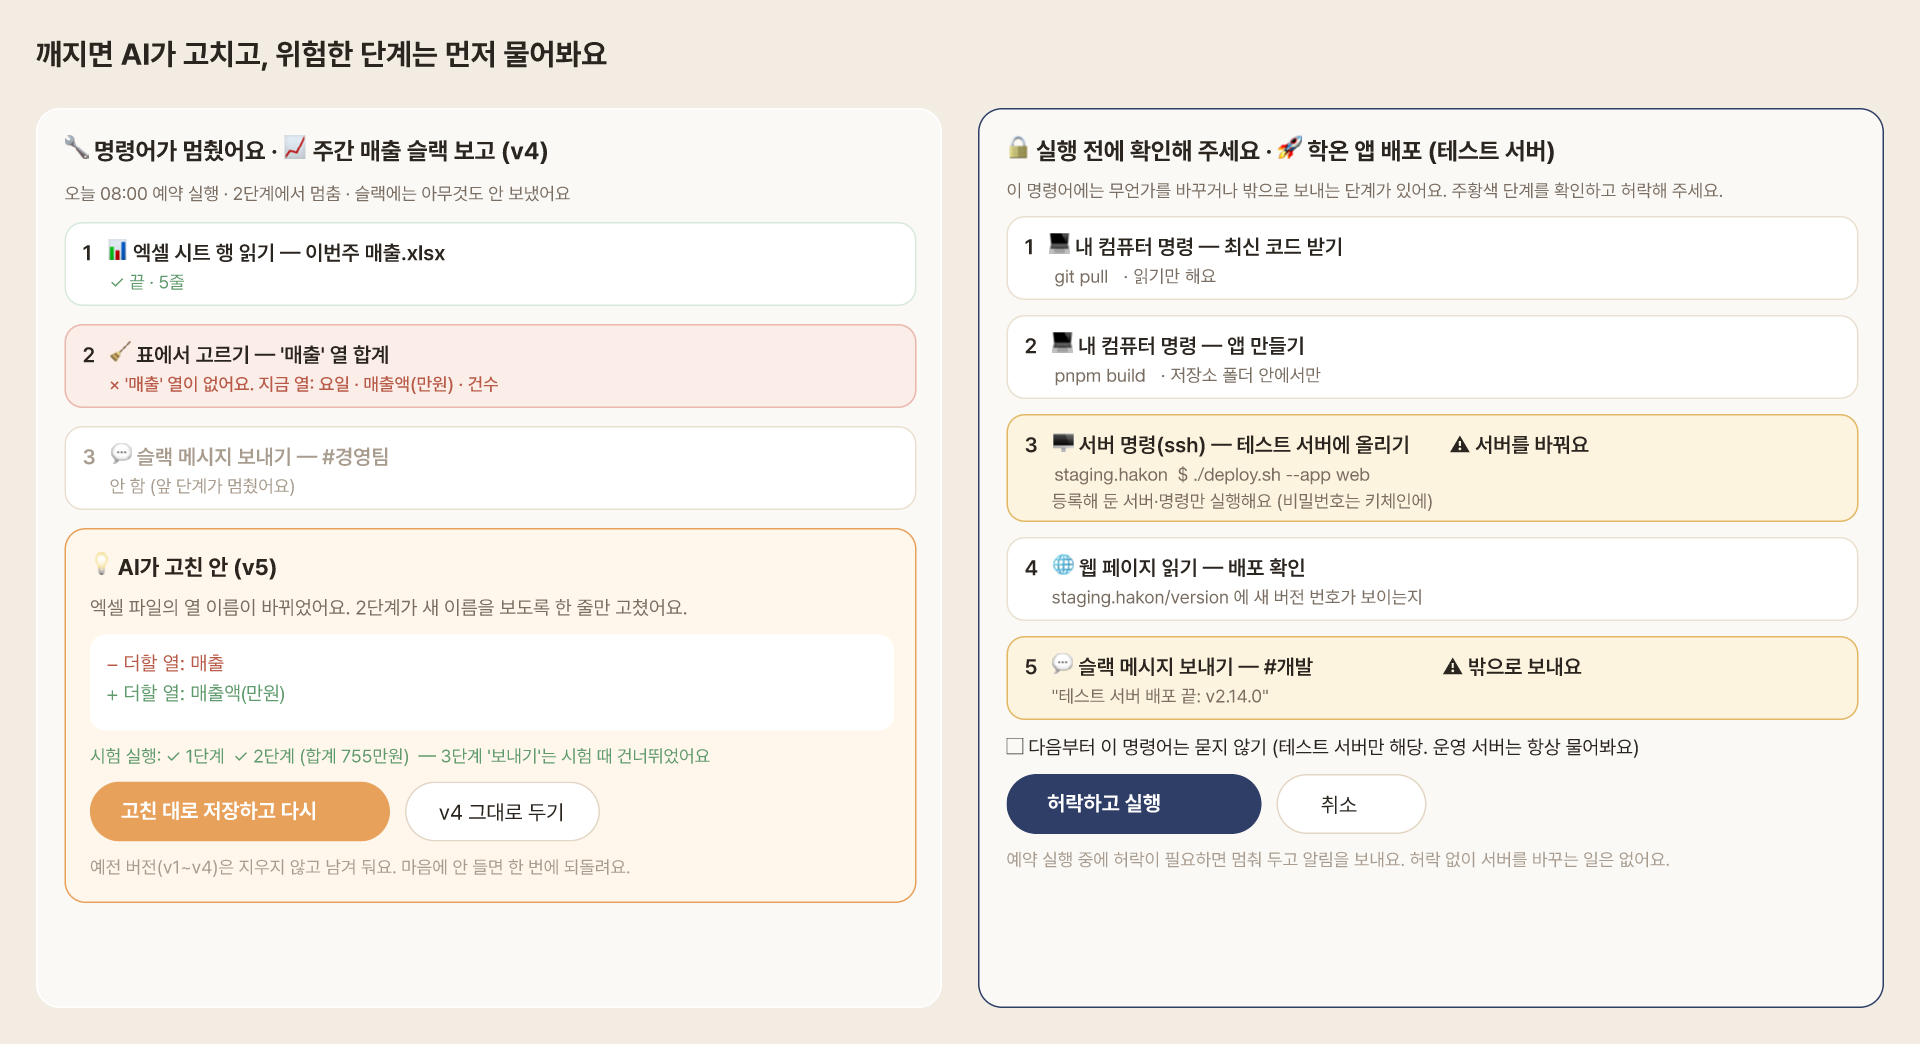 깨지면 AI가 고치고, 위험한 단계는 먼저 물어봐요
명령어가 멈췄어요 · 주간 매출 슬랙 보고 (v4)
오늘 08:00 예약 실행 · 2단계에서 멈춤 · 슬랙에는 아무것도 안 보냈어요
1 엑셀 시트 행 읽기 — 이번주 매출.xlsx
✓ 끝 · 5줄
2 표에서 고르기 — '매출' 열 합계
× '매출' 열이 없어요. 지금 열: 요일 · 매출액(만원) · 건수
3 슬랙 메시지 보내기 — #경영팀
안 함 (앞 단계가 멈췄어요)
AI가 고친 안 (v5)
엑셀 파일의 열 이름이 바뀌었어요. 2단계가 새 이름을 보도록 한 줄만 고쳤어요.
– 더할 열: 매출
+ 더할 열: 매출액(만원)
시험 실행: ✓ 1단계 ✓ 2단계 (합계 755만원) — 3단계 '보내기'는 시험 때 건너뛰었어요
고친 대로 저장하고 다시
v4 그대로 두기
예전 버전(v1~v4)은 지우지 않고 남겨 둬요. 마음에 안 들면 한 번에 되돌려요.
실행 전에 확인해 주세요 · 학온 앱 배포 (테스트 서버)
이 명령어에는 무언가를 바꾸거나 밖으로 보내는 단계가 있어요. 주황색 단계를 확인하고 허락해 주세요.
1 내 컴퓨터 명령 — 최신 코드 받기
git pull · 읽기만 해요
2 내 컴퓨터 명령 — 앱 만들기
pnpm build · 저장소 폴더 안에서만
3 서버 명령(ssh) — 테스트 서버에 올리기 ⚠ 서버를 바꿔요
staging.hakon $ ./deploy.sh --app web
등록해 둔 서버·명령만 실행해요 (비밀번호는 키체인에)
4 웹 페이지 읽기 — 배포 확인
staging.hakon/version 에 새 버전 번호가 보이는지
5 슬랙 메시지 보내기 — #개발 ⚠ 밖으로 보내요
"테스트 서버 배포 끝: v2.14.0"
다음부터 이 명령어는 묻지 않기 (테스트 서버만 해당. 운영 서버는 항상 물어봐요)
허락하고 실행
취소
예약 실행 중에 허락이 필요하면 멈춰 두고 알림을 보내요. 허락 없이 서버를 바꾸는 일은 없어요.